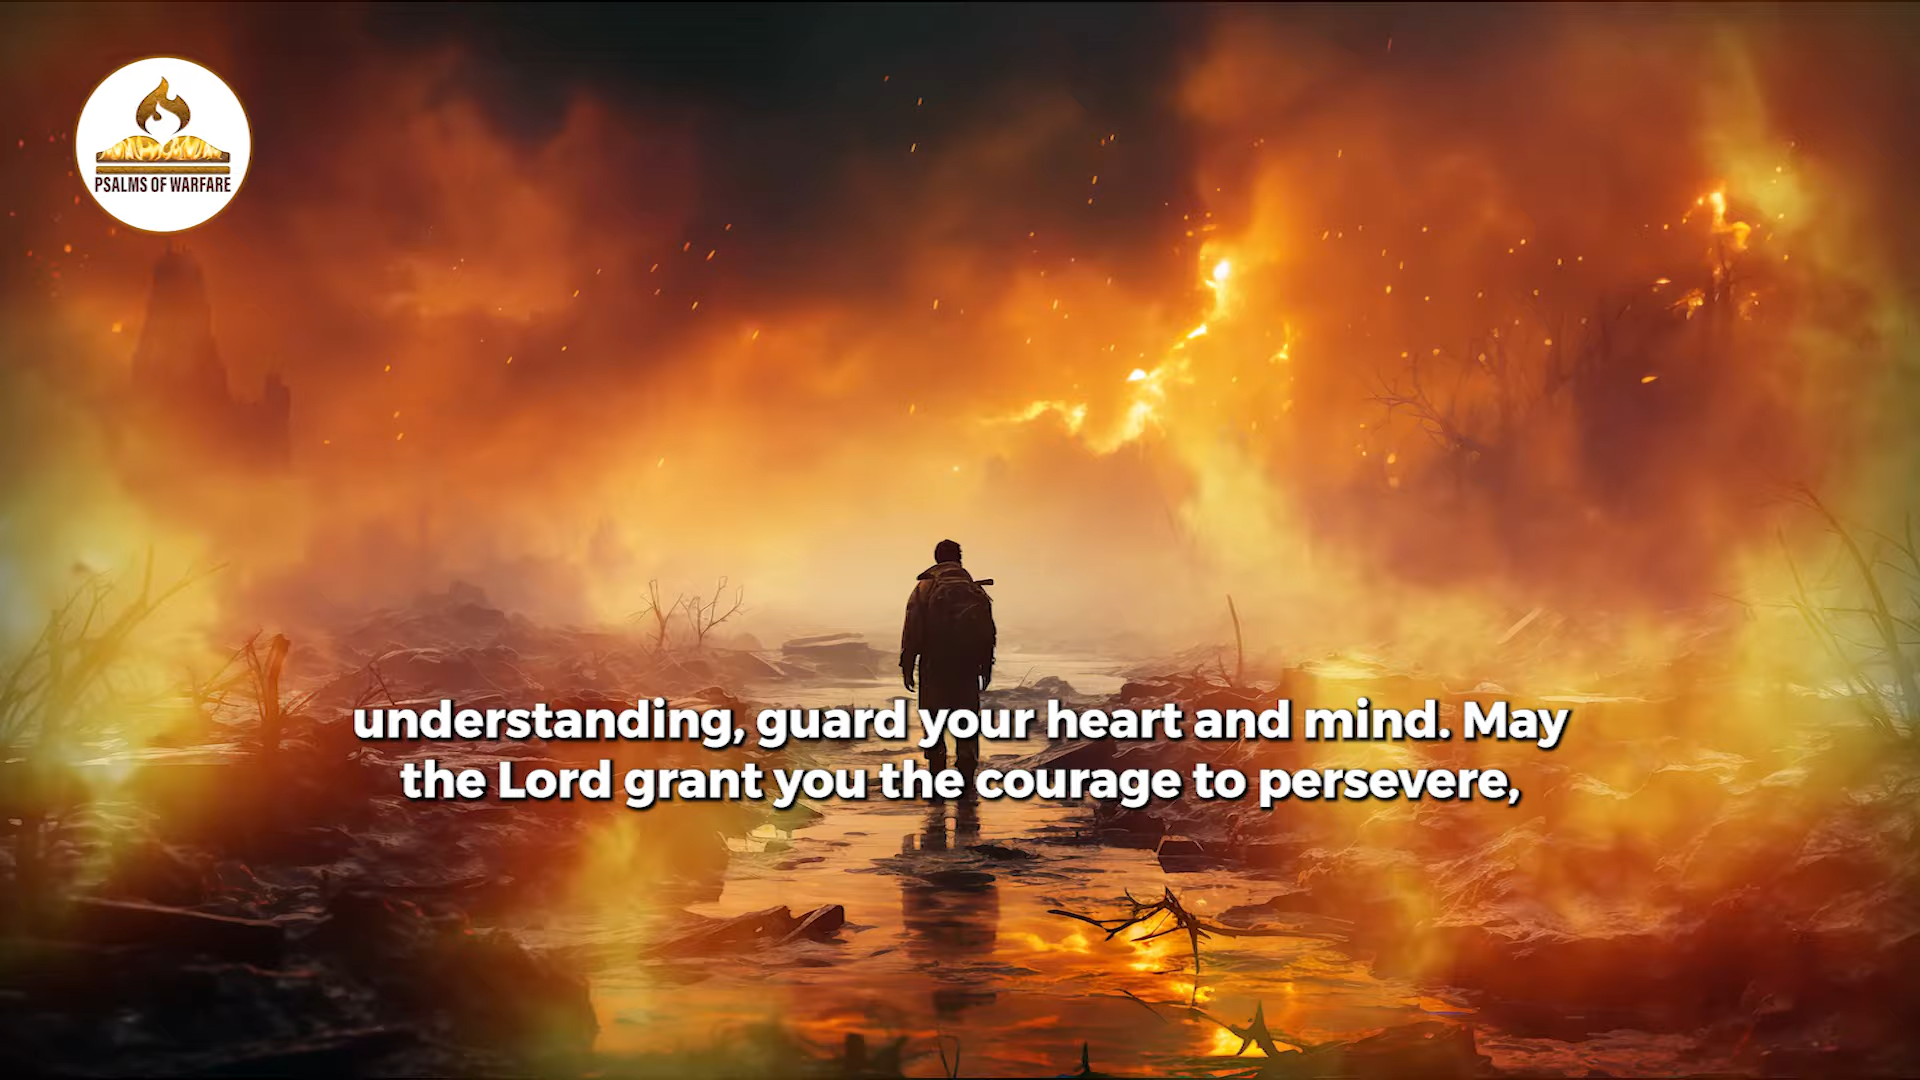 PSALMS OF WARFARE
understanding, guard your heart and mind. May
the Lord grant you the courage to persevere,